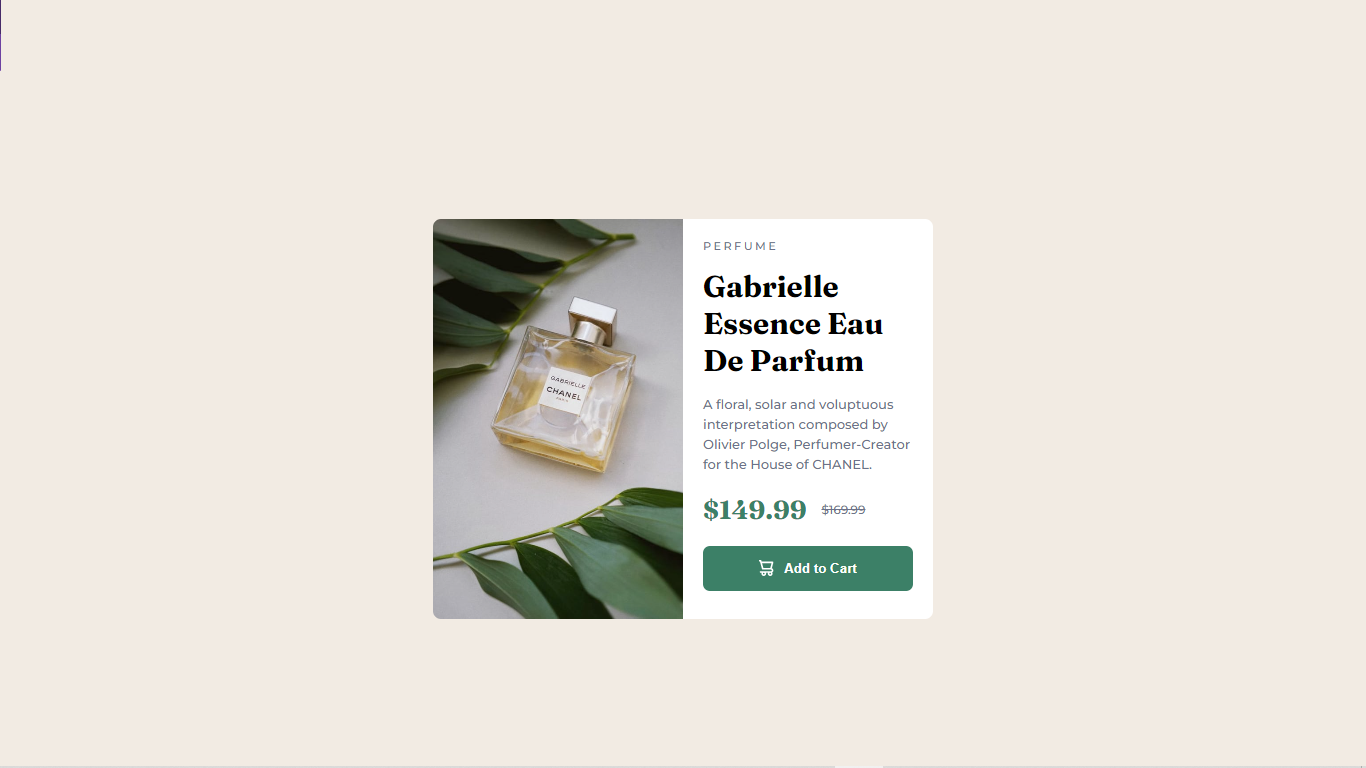 PERFUME
Gabrielle
Essence Eau
De Parfum
GABRIELLE
CHANEL
PARIS
A floral, solar and voluptuous
interpretation composed by
Olivier Polge, Perfumer-Creator
for the House of CHANEL.
$149.99 $169.99
Add to Cart